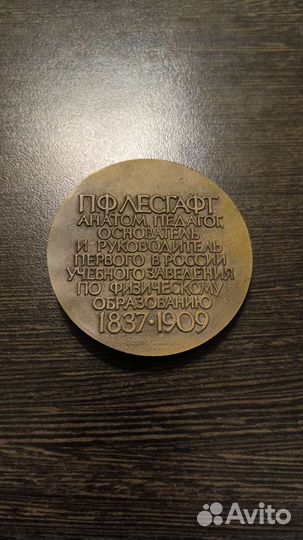 П.Ф.ЛЕСГАФТ
АНАТОМ, ПЕДАГОГ,
ОСНОВАТЕЛЬ
И РУКОВОДИТЕЛЬ
ПЕРВОГО В РОССИИ
УЧЕБНОГО ЗАВЕДЕНИЯ
ПО ФИЗИЧЕСКОМУ
ОБРАЗОВАНИЮ
1837·1909
Avito